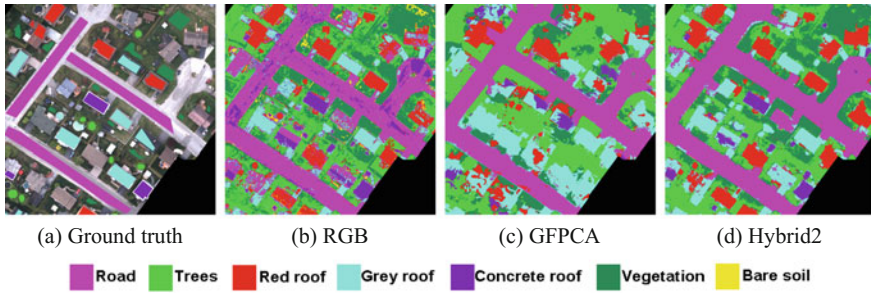 (a) Ground truth (b) RGB (c) GFPCA (d) Hybrid2
Road Trees Red roof Grey roof Concrete roof Vegetation Bare soil